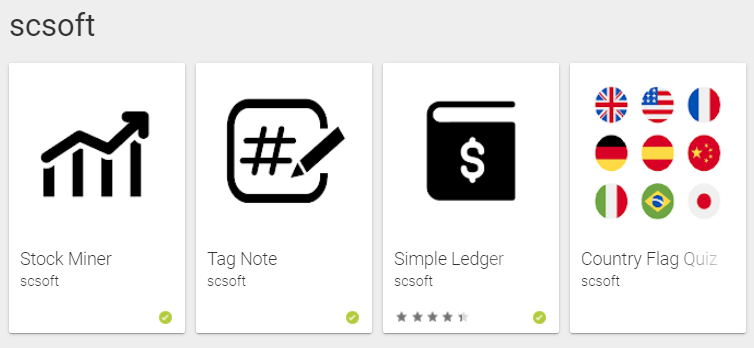 scsoft
#
$
Stock Miner
scsoft
Tag Note
scsoft
Simple Ledger
scsoft
Country Flag Quiz
scsoft